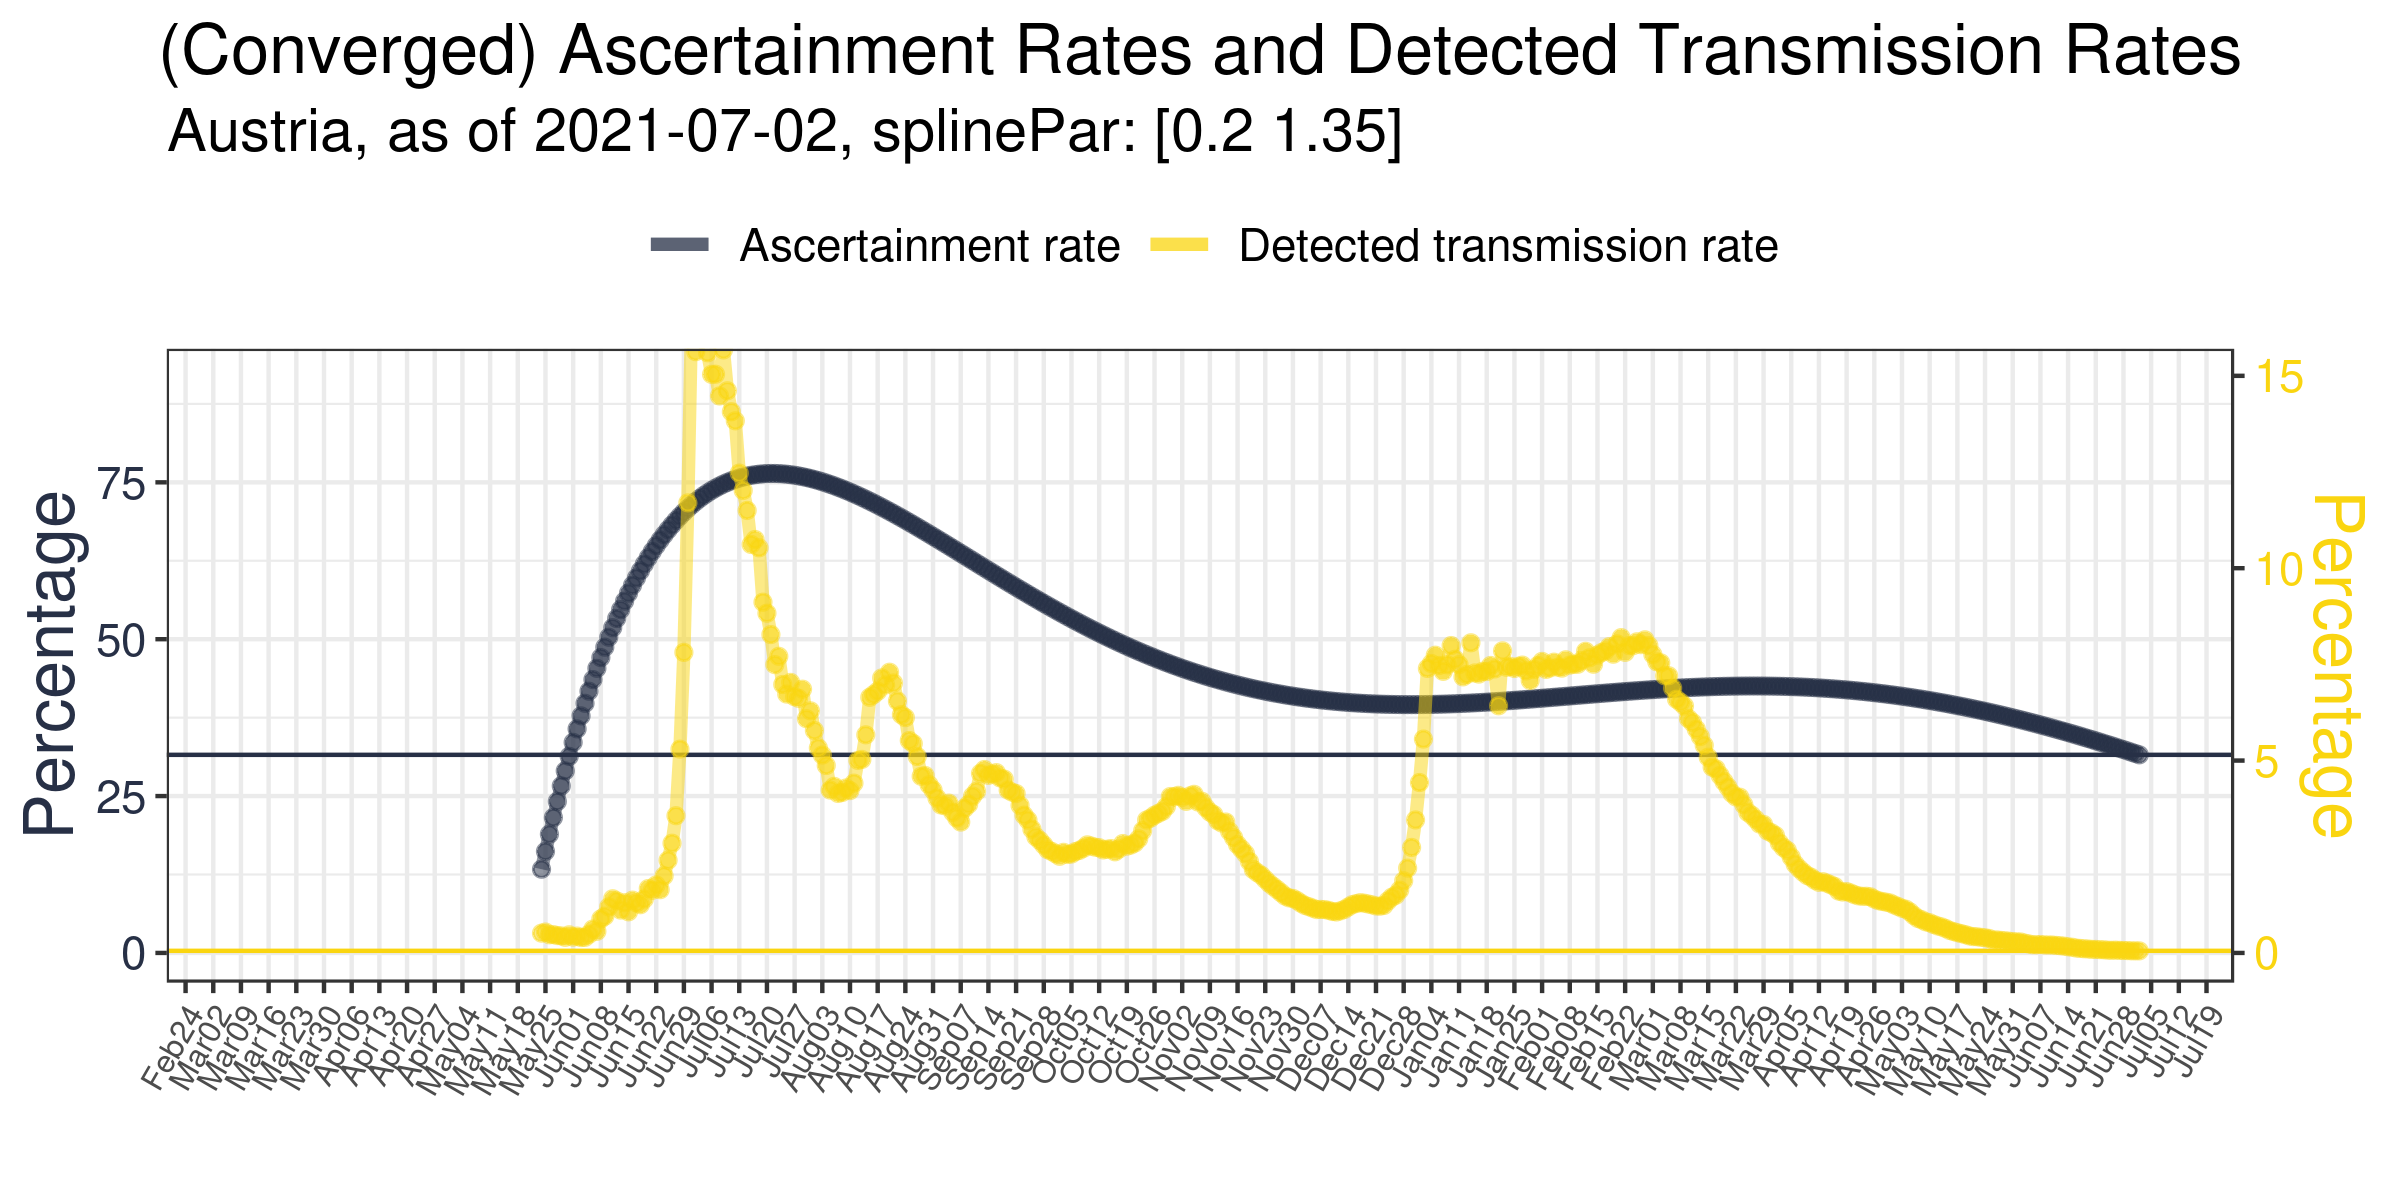 (Converged) Ascertainment Rates and Detected Transmission Rates
Austria, as of 2021-07-02, splinePar: [0.2 1.35]
Ascertainment rate
Detected transmission rate
Percentage
75
50
25
0
15
10
5
0
Percentage
Feb24
Mar02
Mar09
Mar16
Mar23
Mar30
Apr06
Apr13
Apr20
Apr27
May04
May11
May18
May25
Jun01
Jun08
Jun15
Jun22
Jun29
Jul06
Jul13
Jul20
Jul27
Aug03
Aug10
Aug17
Aug24
Aug31
Sep07
Sep14
Sep21
Sep28
Oct05
Oct12
Oct19
Oct26
Nov02
Nov09
Nov16
Nov23
Nov30
Dec07
Dec14
Dec21
Dec28
Jan04
Jan11
Jan18
Jan25
Feb01
Feb08
Feb15
Feb22
Mar01
Mar08
Mar15
Mar22
Mar29
Apr05
Apr12
Apr19
Apr26
May03
May10
May17
May24
May31
Jun07
Jun14
Jun21
Jun28
Jul05
Jul12
Jul19